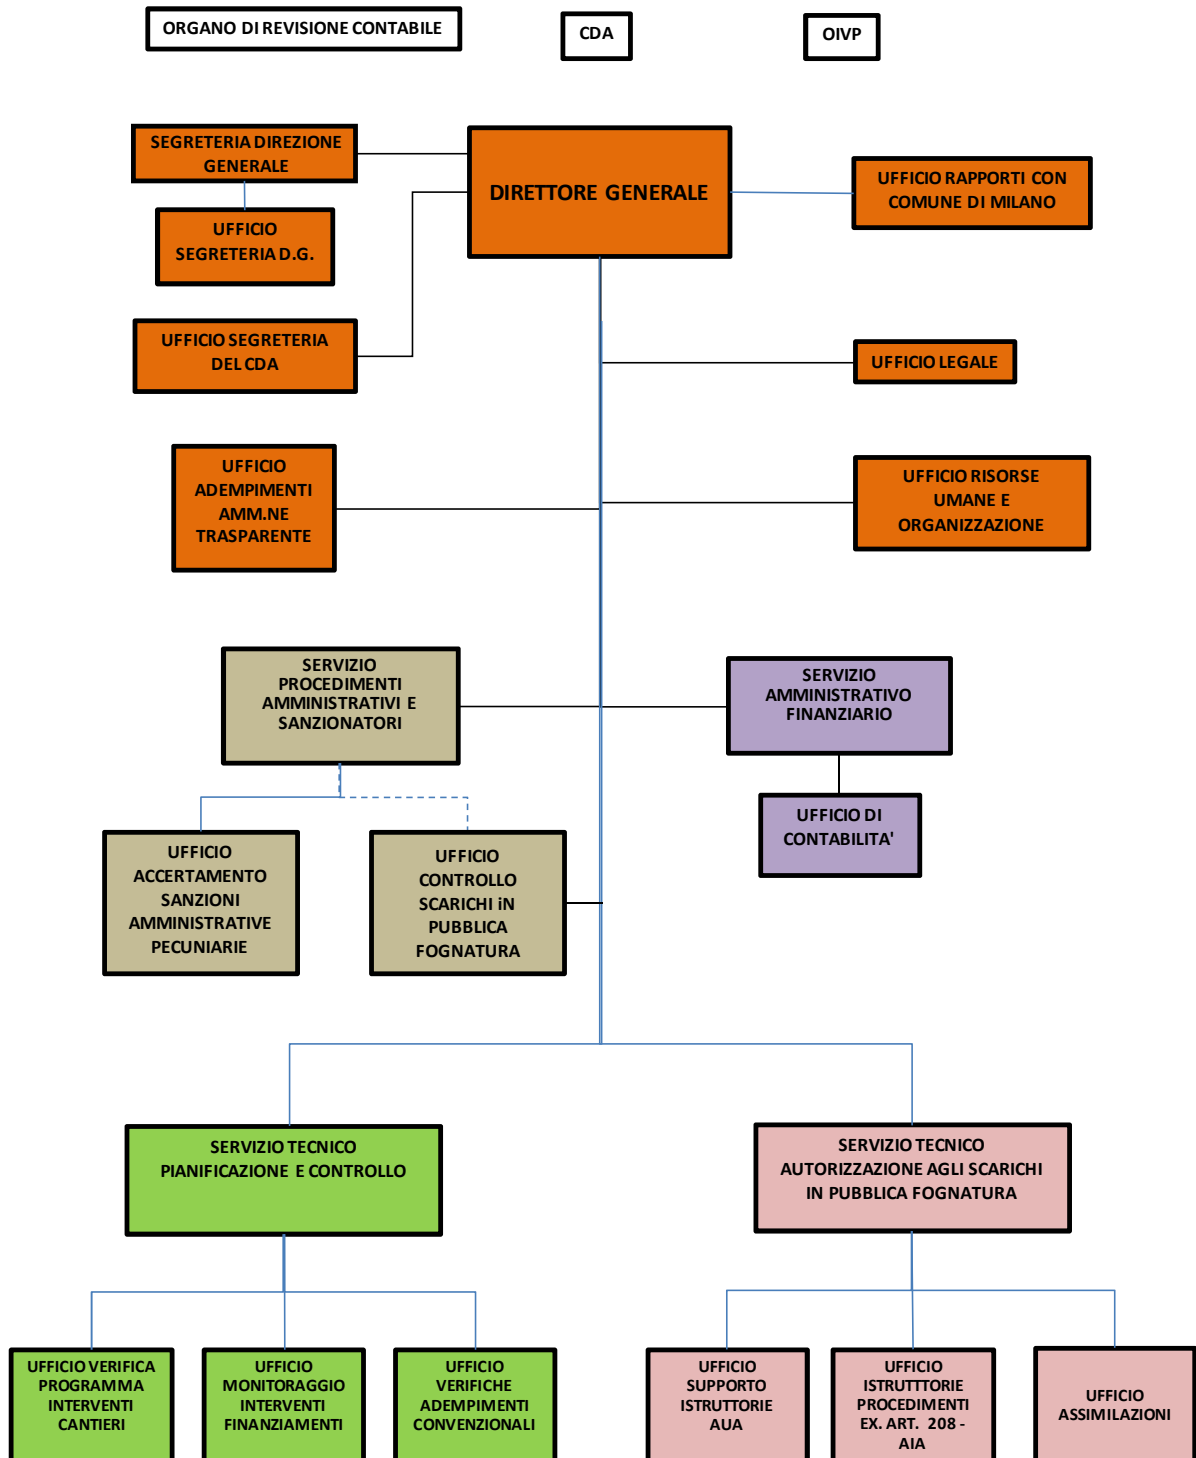 ORGANO DI REVISIONE CONTABILE
CDA
OIVP
SEGRETERIA DIREZIONE
GENERALE
DIRETTORE GENERALE
UFFICIO RAPPORTI CON
COMUNE DI MILANO
UFFICIO
SEGRETERIA D.G.
UFFICIO SEGRETERIA
DEL CDA
UFFICIO LEGALE
UFFICIO
ADEMPIMENTI
AMM.NE
TRASPARENTE
UFFICIO RISORSE
UMANE E
ORGANIZZAZIONE
SERVIZIO
PROCEDIMENTI
AMMINISTRATIVI E
SANZIONATORI
SERVIZIO
AMMINISTRATIVO
FINANZIARIO
UFFICIO DI
CONTABILITA'
UFFICIO
ACCERTAMENTO
SANZIONI
AMMINISTRATIVE
PECUNIARIE
UFFICIO
CONTROLLO
SCARICHI iN
PUBBLICA
FOGNATURA
SERVIZIO TECNICO
PIANIFICAZIONE E CONTROLLO
SERVIZIO TECNICO
AUTORIZZAZIONE AGLI SCARICHI
IN PUBBLICA FOGNATURA
UFFICIO VERIFICA
PROGRAMMA
INTERVENTI
CANTIERI
UFFICIO
MONITORAGGIO
INTERVENTI
FINANZIAMENTI
UFFICIO
VERIFICHE
ADEMPIMENTI
CONVENZIONALI
UFFICIO
SUPPORTO
ISTRUTTORIE
AUA
UFFICIO
ISTRUTTTORIE
PROCEDIMENTI
EX. ART. 208 -
AIA
UFFICIO
ASSIMILAZIONI